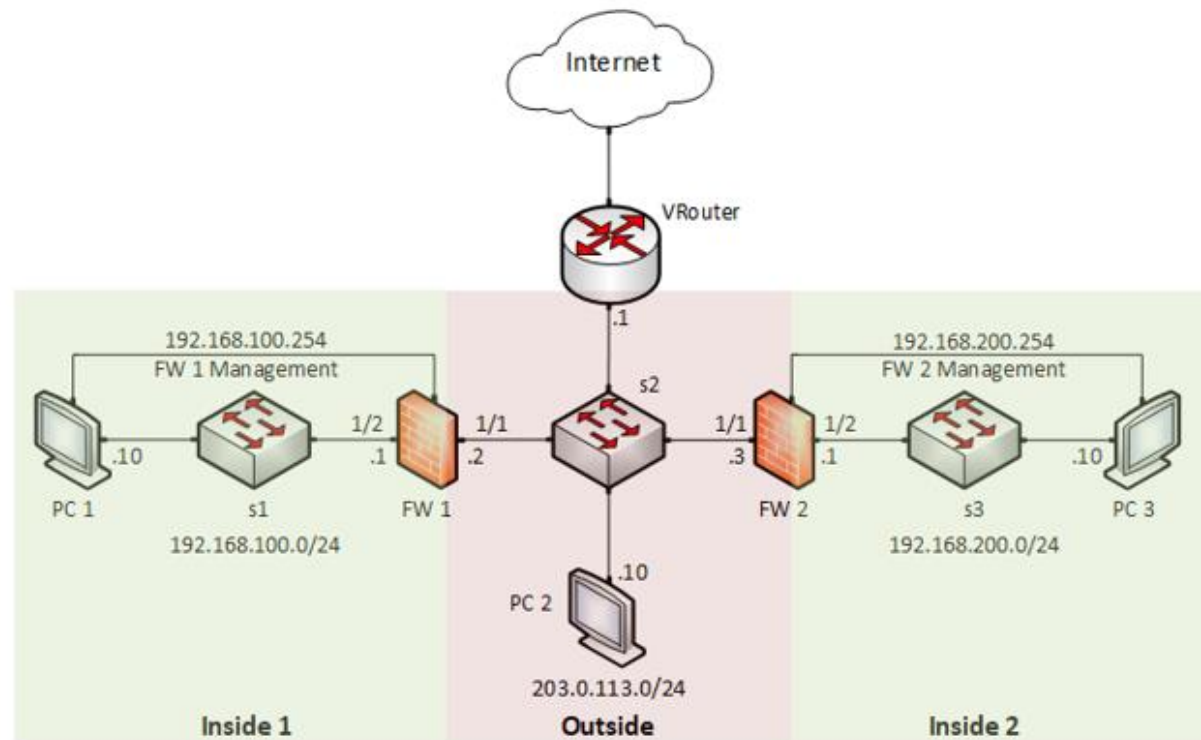 Internet
VRouter
.1
192.168.100.254
FW 1 Management
192.168.200.254
FW 2 Management
s2
1/2
1/1
1/1
1/2
.10
.1
.2
.3
.1
.10
PC 1
s1
FW 1
FW 2
s3
PC 3
192.168.100.0/24
192.168.200.0/24
.10
PC 2
203.0.113.0/24
Inside 1
Outside
Inside 2